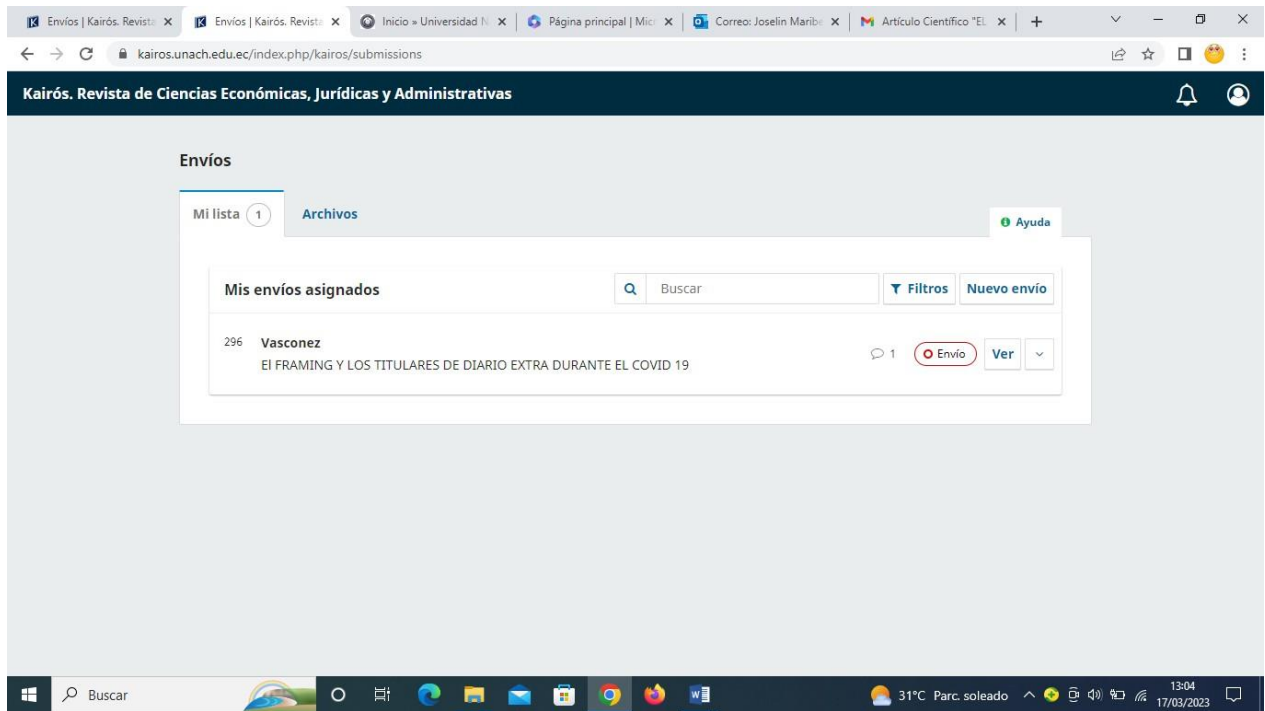 Envíos | Kairós. Revista
Envíos | Kairós. Revista
Inicio » Universidad N
Página principal | Micr
Correo: Joselin Maribe
Artículo Científico "EL
kairos.unach.edu.ec/index.php/kairos/submissions
Kairós. Revista de Ciencias Económicas, Jurídicas y Administrativas
Envíos
Mi lista 1 Archivos
Ayuda
Mis envíos asignados Buscar Filtros Nuevo envío
296 Vasconez
El FRAMING Y LOS TITULARES DE DIARIO EXTRA DURANTE EL COVID 19
1 Envío Ver
Buscar
31°C Parc. soleado
13:04
17/03/2023